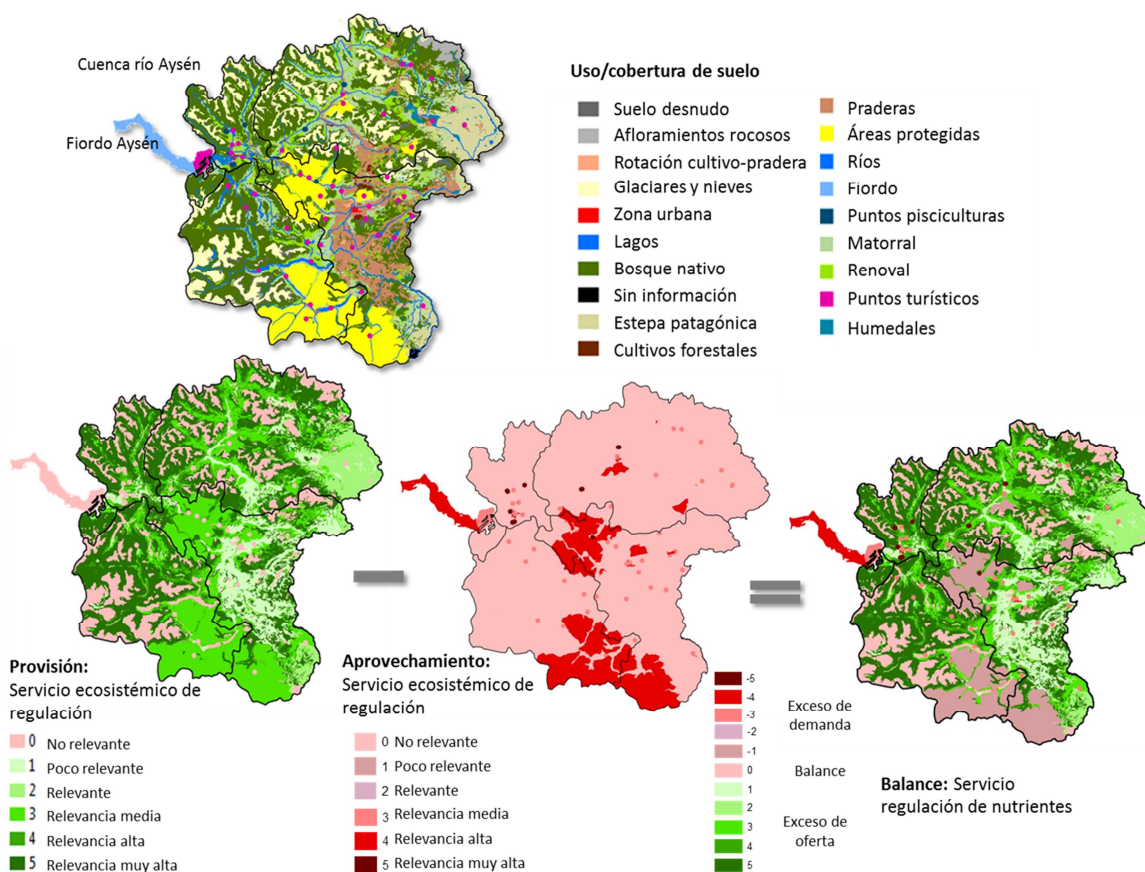 Cuenca río Aysén
Fiordo Aysén
Uso/cobertura de suelo
Suelo desnudo
Afloramientos rocosos
Rotación cultivo-pradera
Glaciares y nieves
Zona urbana
Lagos
Bosque nativo
Sin información
Estepa patagónica
Cultivos forestales
Praderas
Áreas protegidas
Ríos
Fiordo
Puntos pisciculturas
Matorral
Renoval
Puntos turísticos
Humedales
Provisión:
Servicio ecosistémico de
regulación
0 No relevante
1 Poco relevante
2 Relevante
3 Relevancia media
4 Relevancia alta
5 Relevancia muy alta
Aprovechamiento:
Servicio ecosistémico de
regulación
0 No relevante
1 Poco relevante
2 Relevante
3 Relevancia media
4 Relevancia alta
5 Relevancia muy alta
-5
-4
-3
-2
-1
0
1
2
3
4
5
Exceso de
demanda
Balance
Exceso de
oferta
Balance: Servicio
regulación de nutrientes